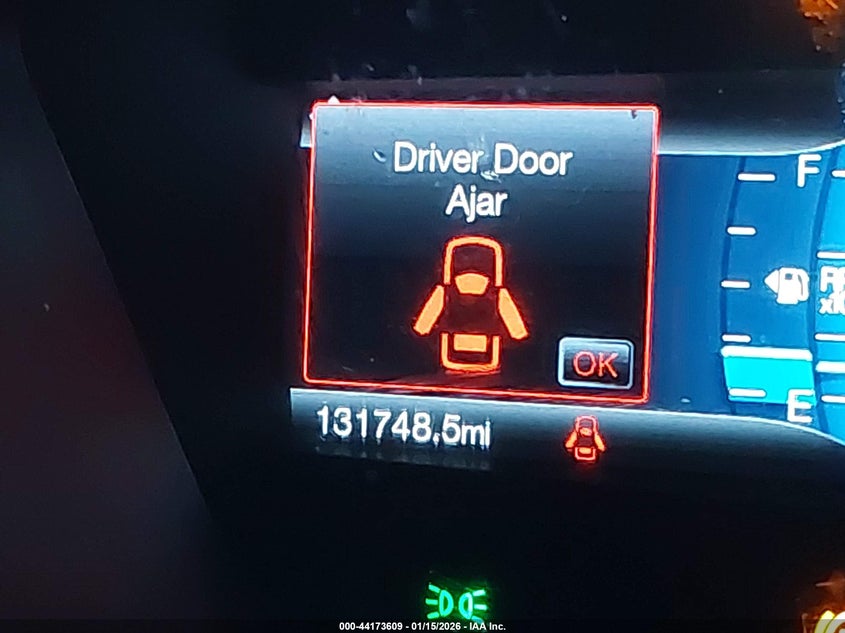 Driver Door
Ajar
OK
131748.5mi
F
E
000-44173609 - 01/15/2026 - IAA Inc.